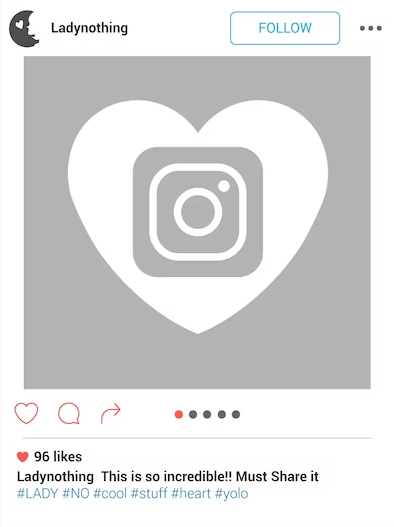 Ladynothing
FOLLOW
96 likes
Ladynothing This is so incredible!! Must Share it
#LADY #NO #cool #stuff #heart #yolo